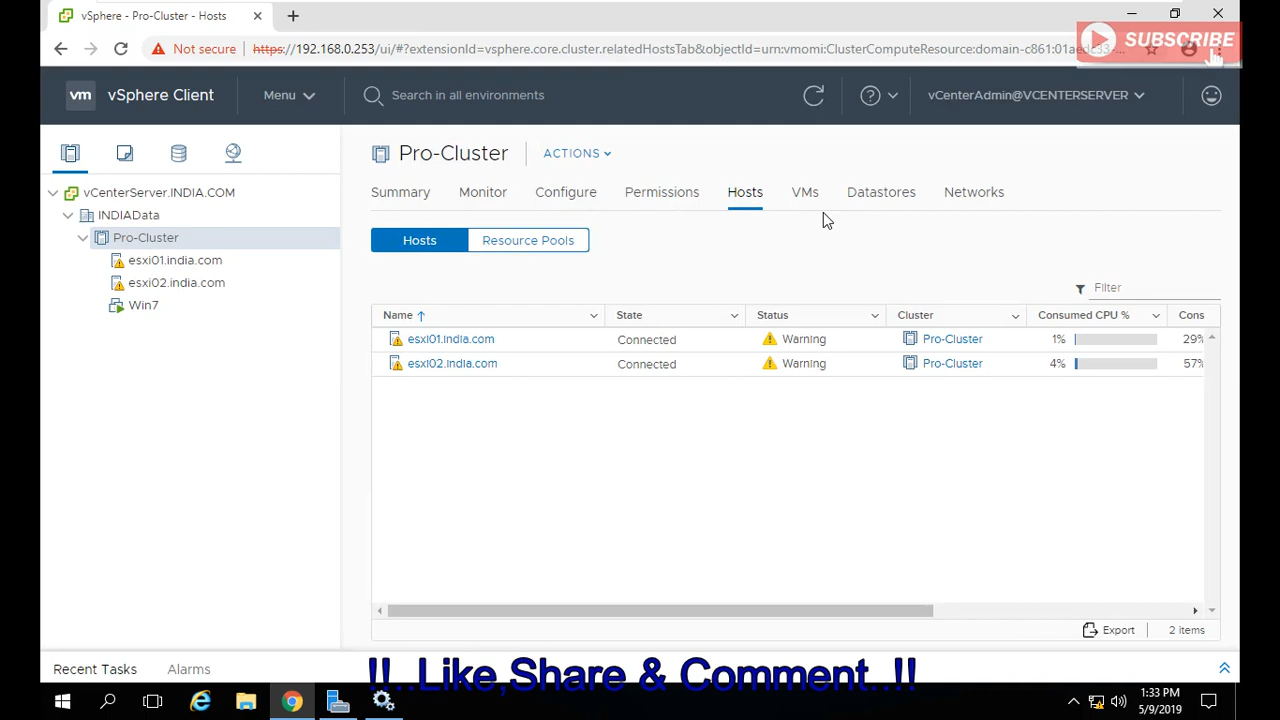 vSphere - Pro-Cluster - Hosts
Not secure
https://192.168.0.253/ui/#?extensionId=vsphere.core.cluster.relatedHostsTab&objectId=urn:vmomi:ClusterComputeResource:domain-c861:01aedc33-
SUBSCRIBE
vm
vSphere Client
Menu
Search in all environments
vCenterAdmin@VCENTERSERVER
Pro-Cluster
ACTIONS
Summary
Monitor
Configure
Permissions
Hosts
VMs
Datastores
Networks
vCenterServer.INDIA.COM
INDIAData
Pro-Cluster
esxi01.india.com
esxi02.india.com
Win7
Hosts
Resource Pools
Filter
Name
State
Status
Cluster
Consumed CPU %
Cons
esxi01.india.com
Connected
Warning
Pro-Cluster
1%
29%
esxi02.india.com
Connected
Warning
Pro-Cluster
4%
57%
Export
2 items
Recent Tasks
Alarms
!!..Like,Share & Comment..!!
1:33 PM
5/9/2019